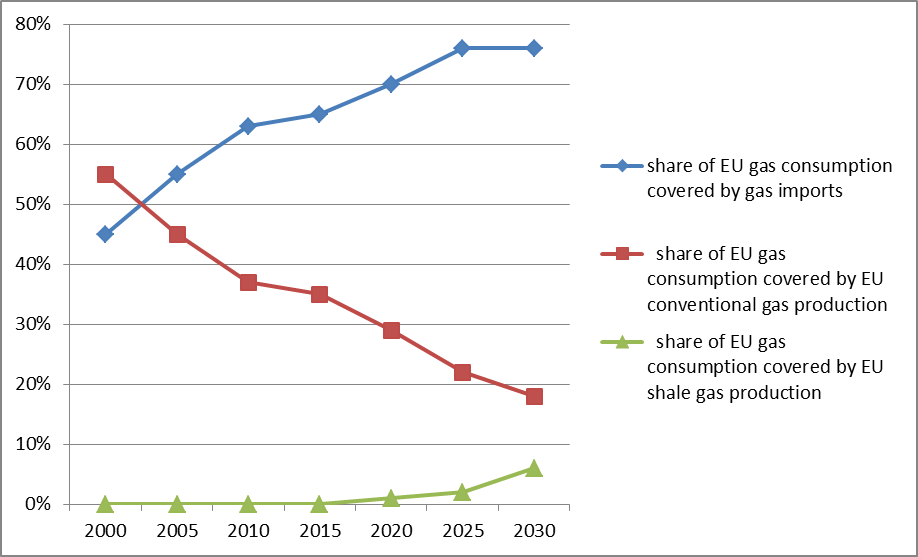 80%
70%
60%
50%
40%
30%
20%
10%
0%
2000 2005 2010 2015 2020 2025 2030
share of EU gas consumption
covered by gas imports
share of EU gas
consumption covered by EU
conventional gas production
share of EU gas
consumption covered by EU
shale gas production